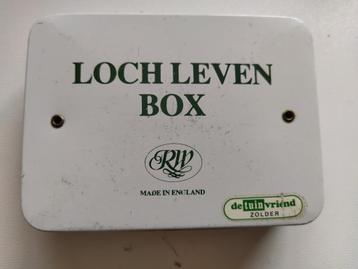 LOCH LEVEN
BOX
RW
MADE IN ENGLAND
de tuinvriend
ZOLDER